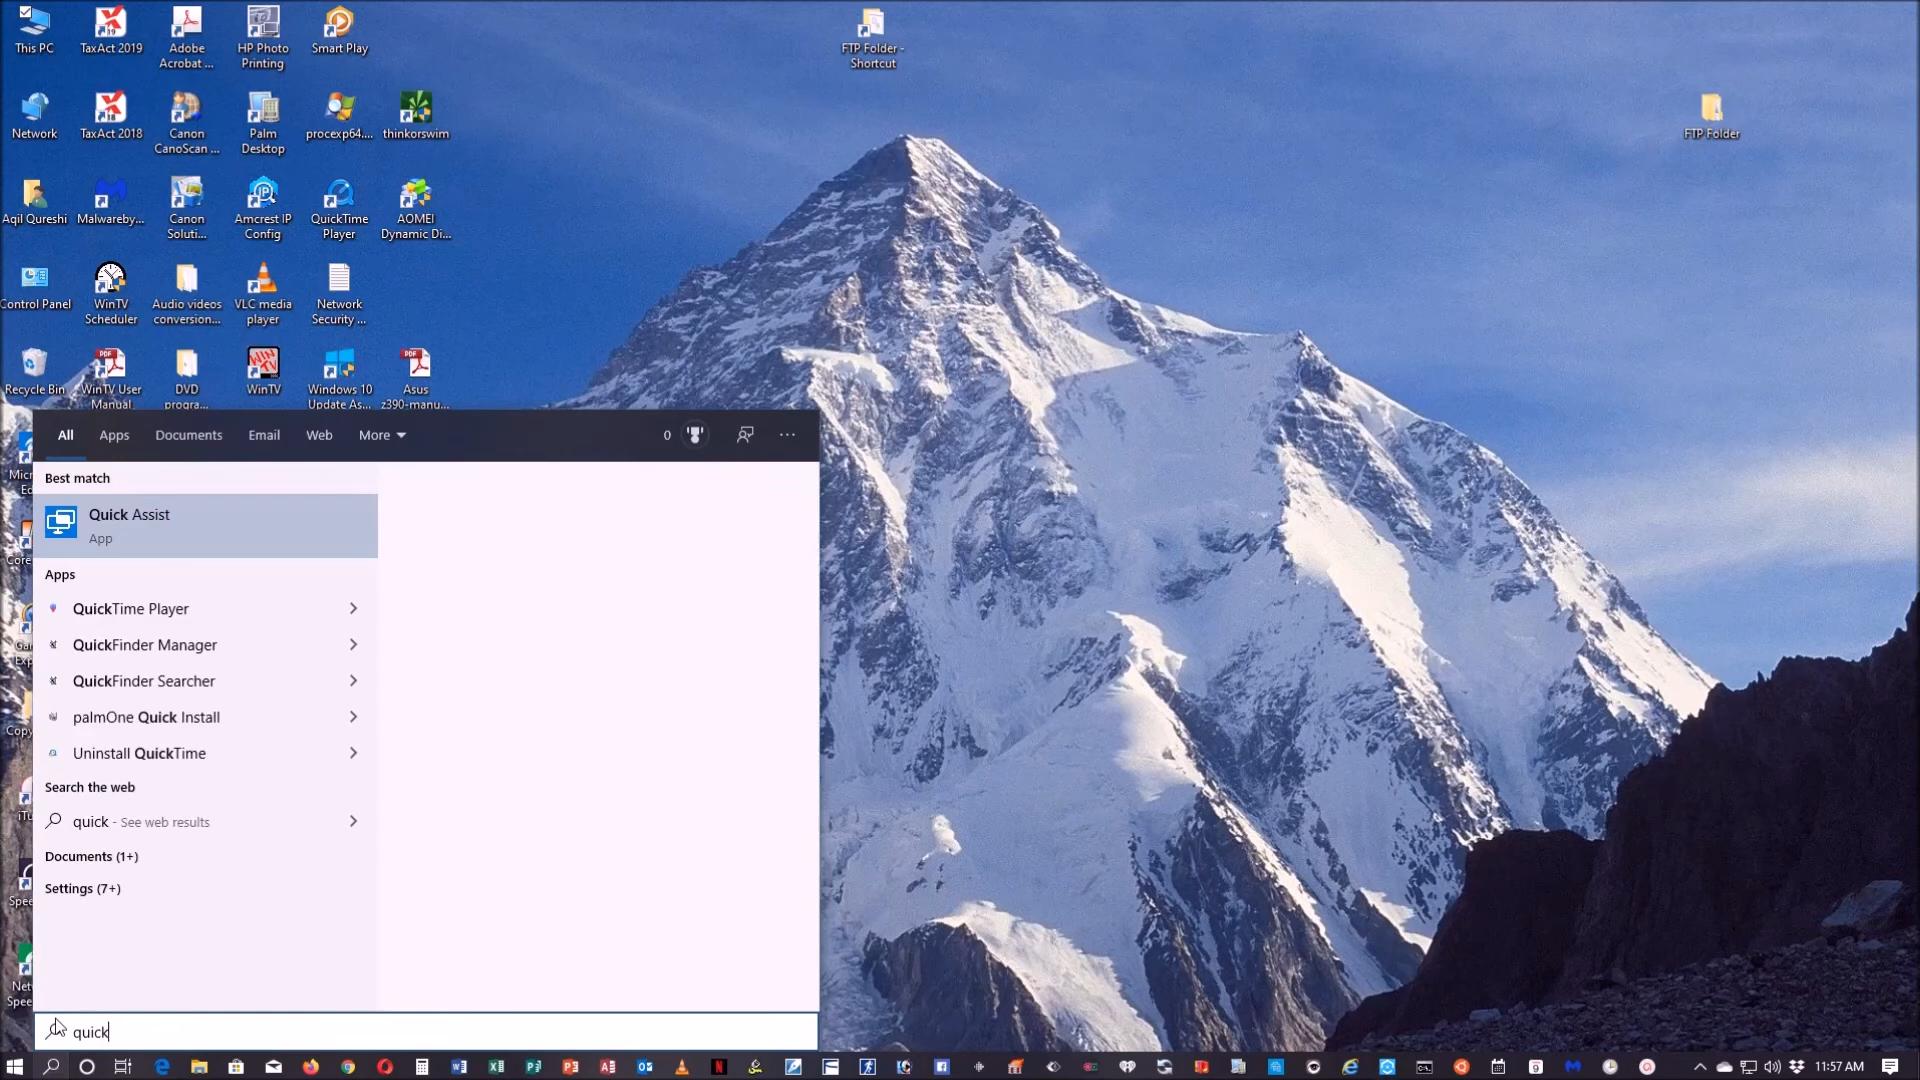 This PC
TaxAct 2019
Adobe
Acrobat ...
HP Photo
Printing
Smart Play
FTP Folder -
Shortcut
Network
TaxAct 2018
Canon
CanoScan ...
Palm
Desktop
procexp64....
thinkorswim
FTP Folder
Aqil Qureshi
Malwareby...
Canon
Soluti...
Amcrest IP
Config
QuickTime
Player
AOMEI
Dynamic Di...
Control Panel
WinTV
Scheduler
Audio videos
conversion...
VLC media
player
Network
Security ...
Recycle Bin
WinTV User
Manual
DVD
progra...
WinTV
Windows 10
Update As...
Asus
z390-manu...
All
Apps
Documents
Email
Web
More
0
Best match
Quick Assist
App
Apps
QuickTime Player
QuickFinder Manager
QuickFinder Searcher
palmOne Quick Install
Uninstall QuickTime
Search the web
quick - See web results
Documents (1+)
Settings (7+)
quick
11:57 AM